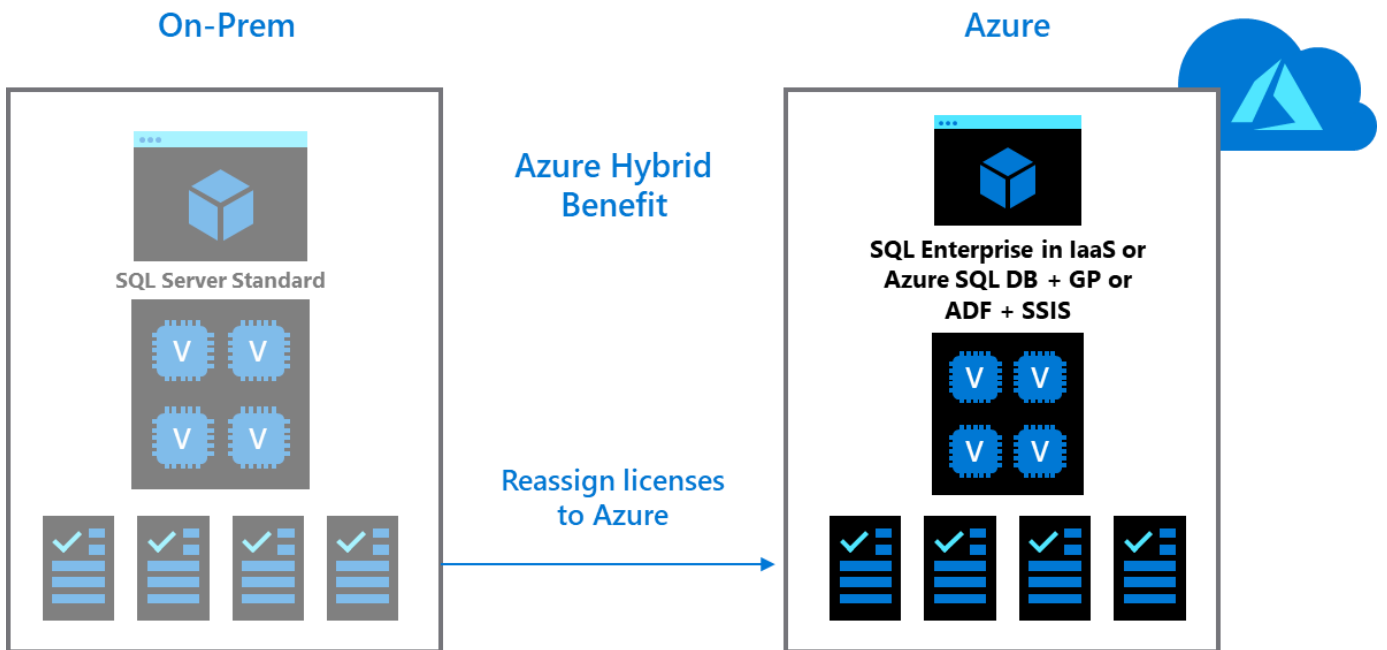 On-Prem
Azure
Azure Hybrid
Benefit
SQL Server Standard
V V
V V
SQL Enterprise in IaaS or
Azure SQL DB + GP or
ADF + SSIS
V V
V V
Reassign licenses
to Azure